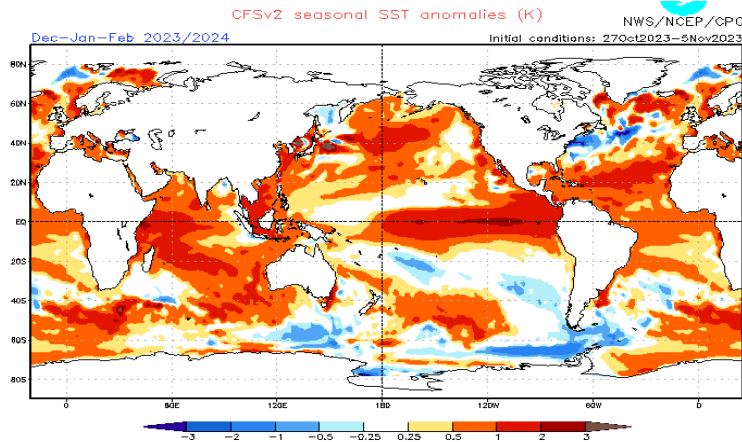 CFSv2 seasonal SST anomalies (K)
NWS/NCEP/CPC
Dec-Jan-Feb 2023/2024
Initial conditions: 27Oct2023-5Nov2023
80N
60N
40N
20N
EQ
20S
40S
60S
80S
0
60E
120E
180
120W
60W
0
-3 -2 -1 -0.5 -0.25 0.25 0.5 1 2 3